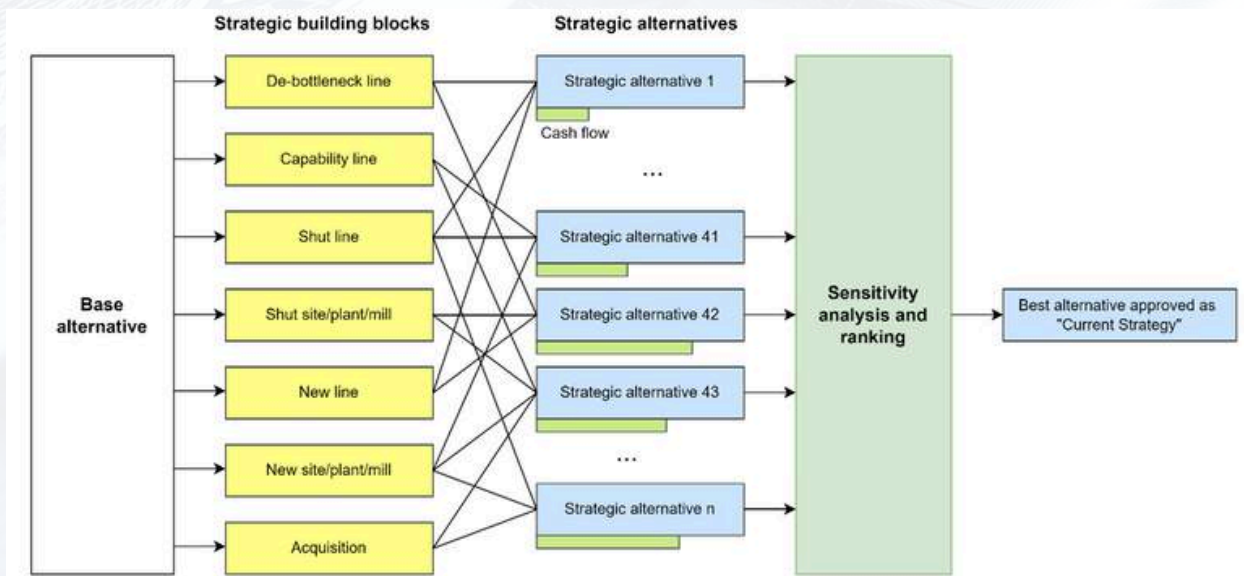 Strategic building blocks
Strategic alternatives
Base
alternative
De-bottleneck line
Capability line
Shut line
Shut site/plant/mill
New line
New site/plant/mill
Acquisition
Strategic alternative 1
Cash flow
...
Strategic alternative 41
Strategic alternative 42
Strategic alternative 43
...
Strategic alternative n
Sensitivity
analysis and
ranking
Best alternative approved as
"Current Strategy"